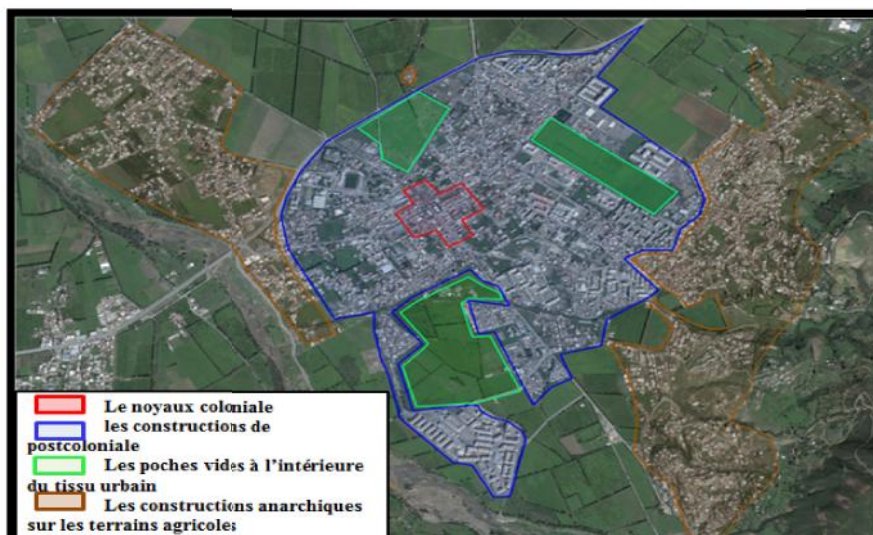 Le noyaux coloniale
les constructions de
postcoloniale
Les poches vides à l'intérieure
du tissu urbain
Les constructions anarchiques
sur les terrains agricoles